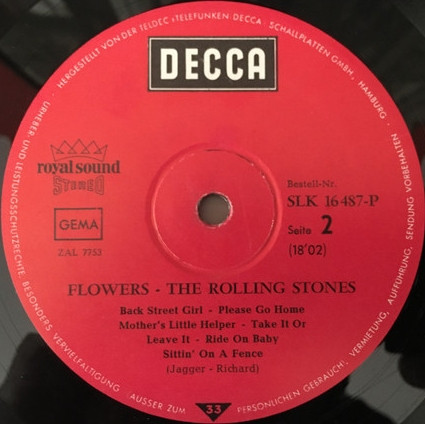 HERGESTELLT VON DER TELDEC »TELEFUNKEN DECCA« SCHALLPLATTEN GMBH., HAMBURG ·
URHEBER UND LEISTUNGSSCHUTZRECHTE BESONDERS VERVIELFÄLTIGUNG · AUSSER ZUM PERSÖNLICHEN GEBRAUCH, VERMIETUNG, AUFFÜHRUNG, SENDUNG VORBEHALTEN
DECCA
royal sound
STEREO
GEMA
ZAL 7753
Bestell-Nr.
SLK 16 487-P
Seite 2
(18'02)
FLOWERS - THE ROLLING STONES
Back Street Girl - Please Go Home
Mother's Little Helper - Take It Or
Leave It - Ride On Baby
Sittin' On A Fence
(Jagger - Richard)
33